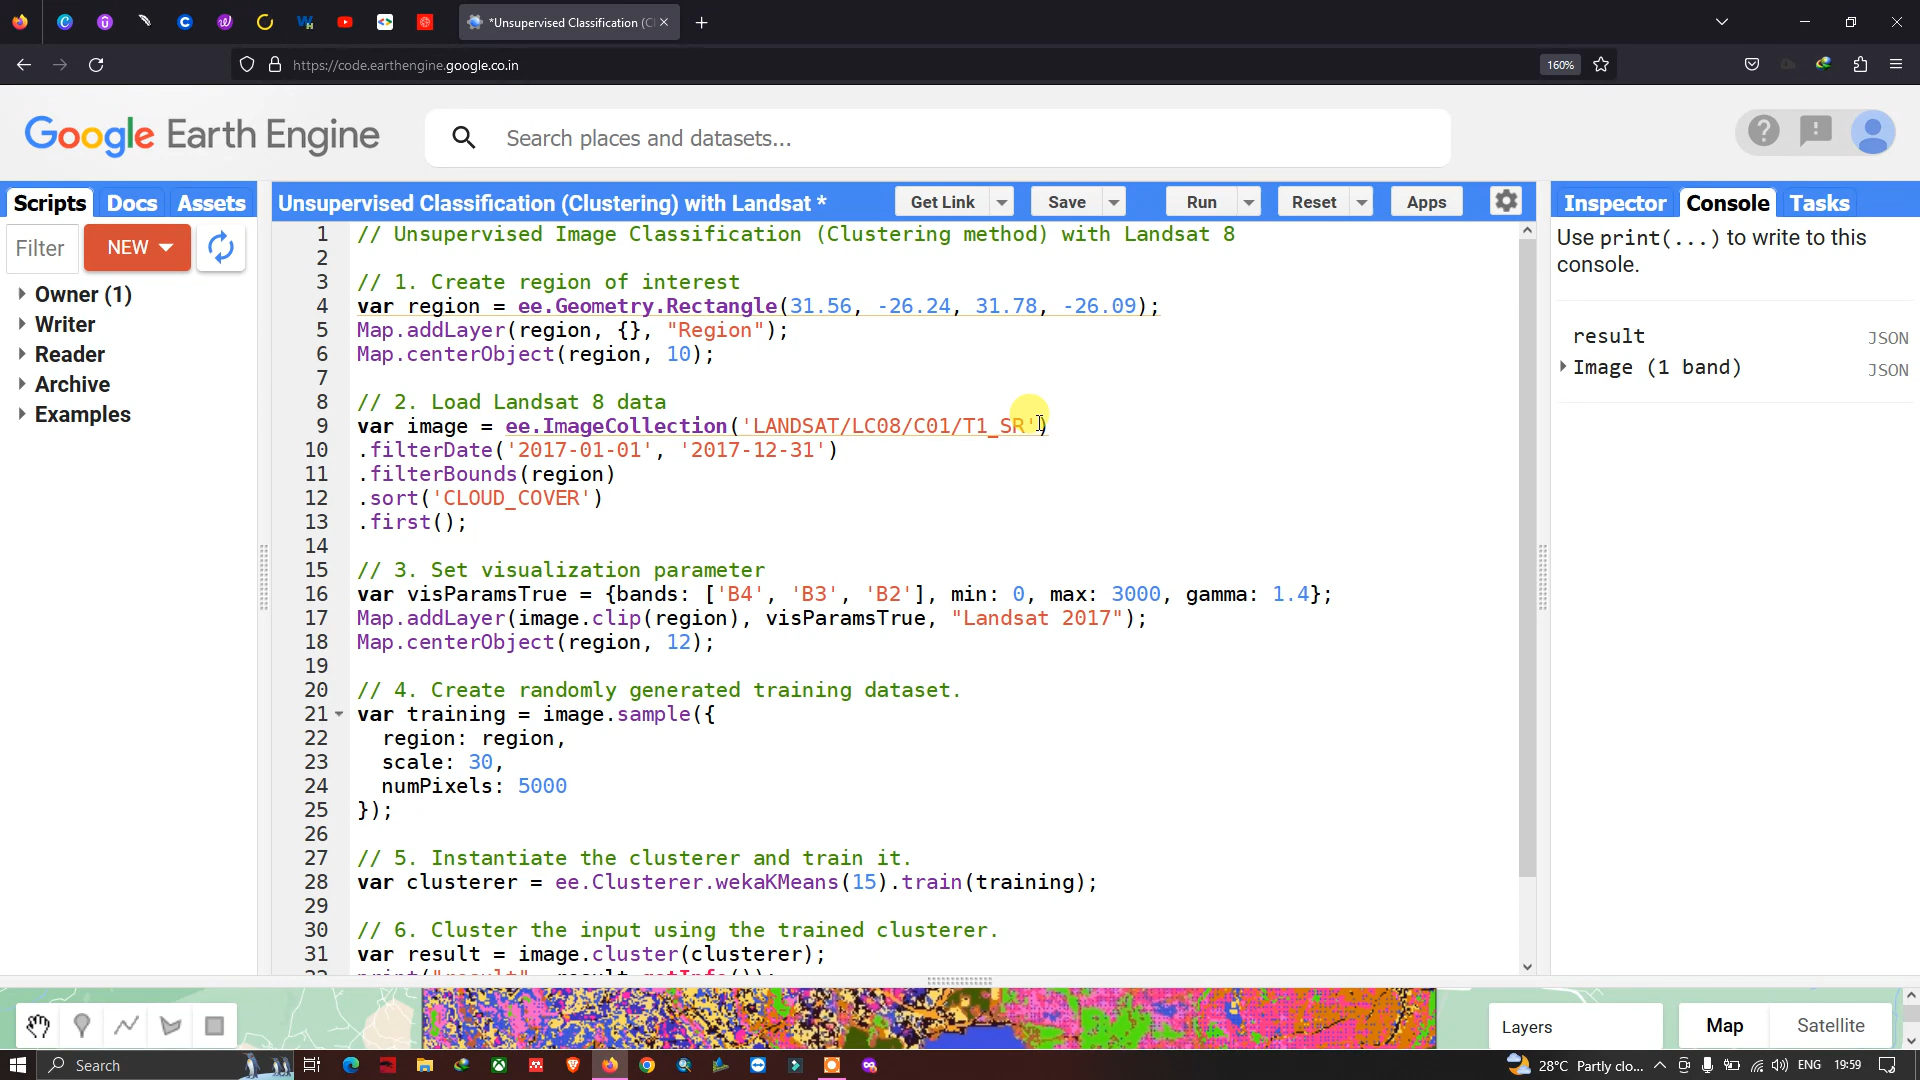 *Unsupervised Classification (Cl
https://code.earthengine.google.co.in
160%
Google Earth Engine
Search places and datasets...
Scripts
Docs
Assets
Filter
NEW
Owner (1)
Writer
Reader
Archive
Examples
Unsupervised Classification (Clustering) with Landsat *
Get Link
Save
Run
Reset
Apps
1 // Unsupervised Image Classification (Clustering method) with Landsat 8
2
3 // 1. Create region of interest
4 var region = ee.Geometry.Rectangle(31.56, -26.24, 31.78, -26.09);
5 Map.addLayer(region, {}, "Region");
6 Map.centerObject(region, 10);
7
8 // 2. Load Landsat 8 data
9 var image = ee.ImageCollection('LANDSAT/LC08/C01/T1_SR')
10 .filterDate('2017-01-01', '2017-12-31')
11 .filterBounds(region)
12 .sort('CLOUD_COVER')
13 .first();
14
15 // 3. Set visualization parameter
16 var visParamsTrue = {bands: ['B4', 'B3', 'B2'], min: 0, max: 3000, gamma: 1.4};
17 Map.addLayer(image.clip(region), visParamsTrue, "Landsat 2017");
18 Map.centerObject(region, 12);
19
20 // 4. Create randomly generated training dataset.
21 var training = image.sample({
22 region: region,
23 scale: 30,
24 numPixels: 5000
25 });
26
27 // 5. Instantiate the clusterer and train it.
28 var clusterer = ee.Clusterer.wekaKMeans(15).train(training);
29
30 // 6. Cluster the input using the trained clusterer.
31 var result = image.cluster(clusterer);
32 print("result", result.getInfo());
Inspector
Console
Tasks
Use print(...) to write to this
console.
result JSON
Image (1 band) JSON
Layers
Map
Satellite
Search
28°C Partly clo...
ENG
19:59